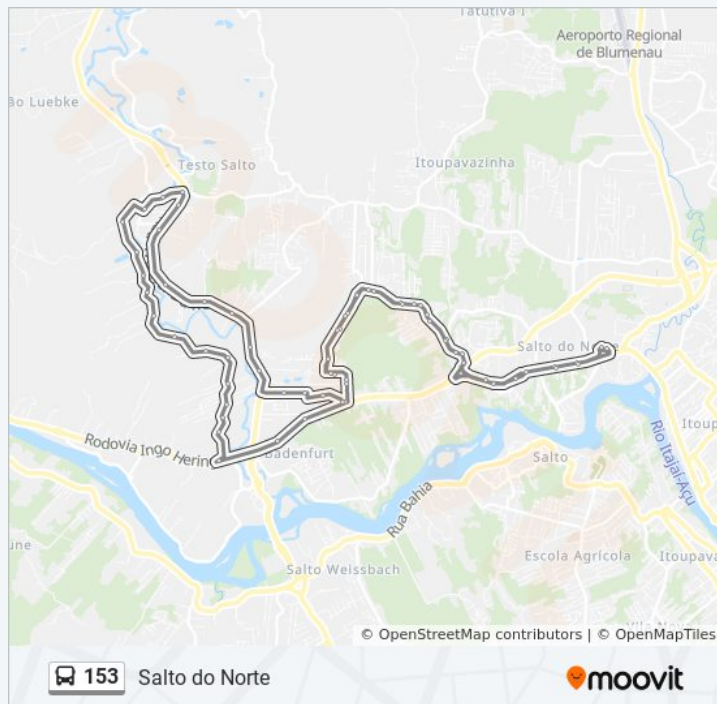 Tatutiva I
Aeroporto Regional
de Blumenau
ão Luebke
Testo Salto
Itoupavazinha
Salto do Norte
Rodovia Ingo Hering
Badenfurt
Rio Itajaí-Açu
Itoup
Salto
Rua Bahia
une
Salto Weissbach
Escola Agrícola
Itoupava
© OpenStreetMap contributors | © OpenMapTiles
153 Salto do Norte
moovit